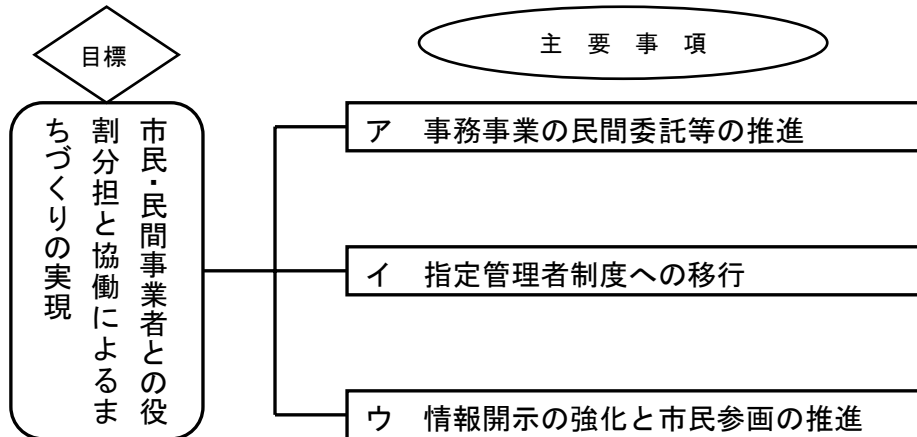 目標
主 要 事 項
市民・民間事業者との役
割分担と協働によるま
ちづくりの実現
ア 事務事業の民間委託等の推進
イ 指定管理者制度への移行
ウ 情報開示の強化と市民参画の推進